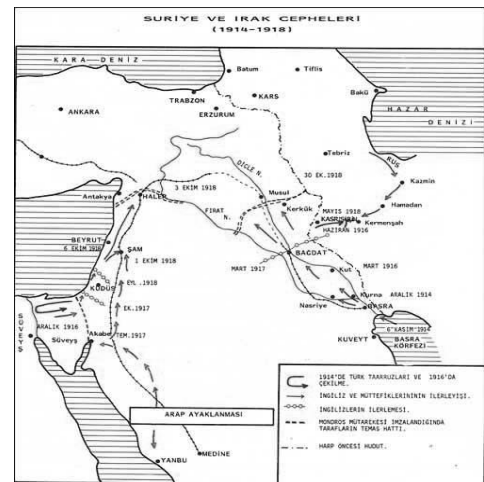 SURİYE VE IRAK CEPHELERİ
(1914-1918)
KARA DENİZ
Batum
Tiflis
Bakü
TRABZON
KARS
ERZURUM
ANKARA
HAZAR
DENİZİ
Tebriz
RUS
Kazmin
Hamadan
Kermenşah
DİCLE N.
3 EKİM 1918
30 EK.1918
Musul
Kerkük
MAYIS 1918
KASRIŞİRİN
HAZİRAN 1916
Antakya
HALEP
FIRAT
N.
BEYRUT
6 EKİM 1918
ŞAM
1 EKİM 1918
BAĞDAT
MART 1917
MART 1916
Kut
EYL.1918
KUDÜS
Nasriye
Kurna
ARALIK 1914
BASRA
EK.1917
SÜVEYŞ
ARALIK 1916
Süveyş
Akabe
TEM.1917
KUVEYT
6 KASIM 1914
BASRA
KÖRFEZİ
ARAP AYAKLANMASI
YANBU
MEDİNE
1914'DE TÜRK TAARRUZLARI VE 1916'DA
ÇEKİLME.
İNGİLİZ VE MÜTTEFİKLERİNİN İLERLEYİŞİ.
İNGİLİZLERİN İLERLEMESİ.
MONDROS MÜTAREKESİ İMZALANDIĞINDA
TARAFLARIN TEMAS HATTI.
HARP ÖNCESİ HUDUT.